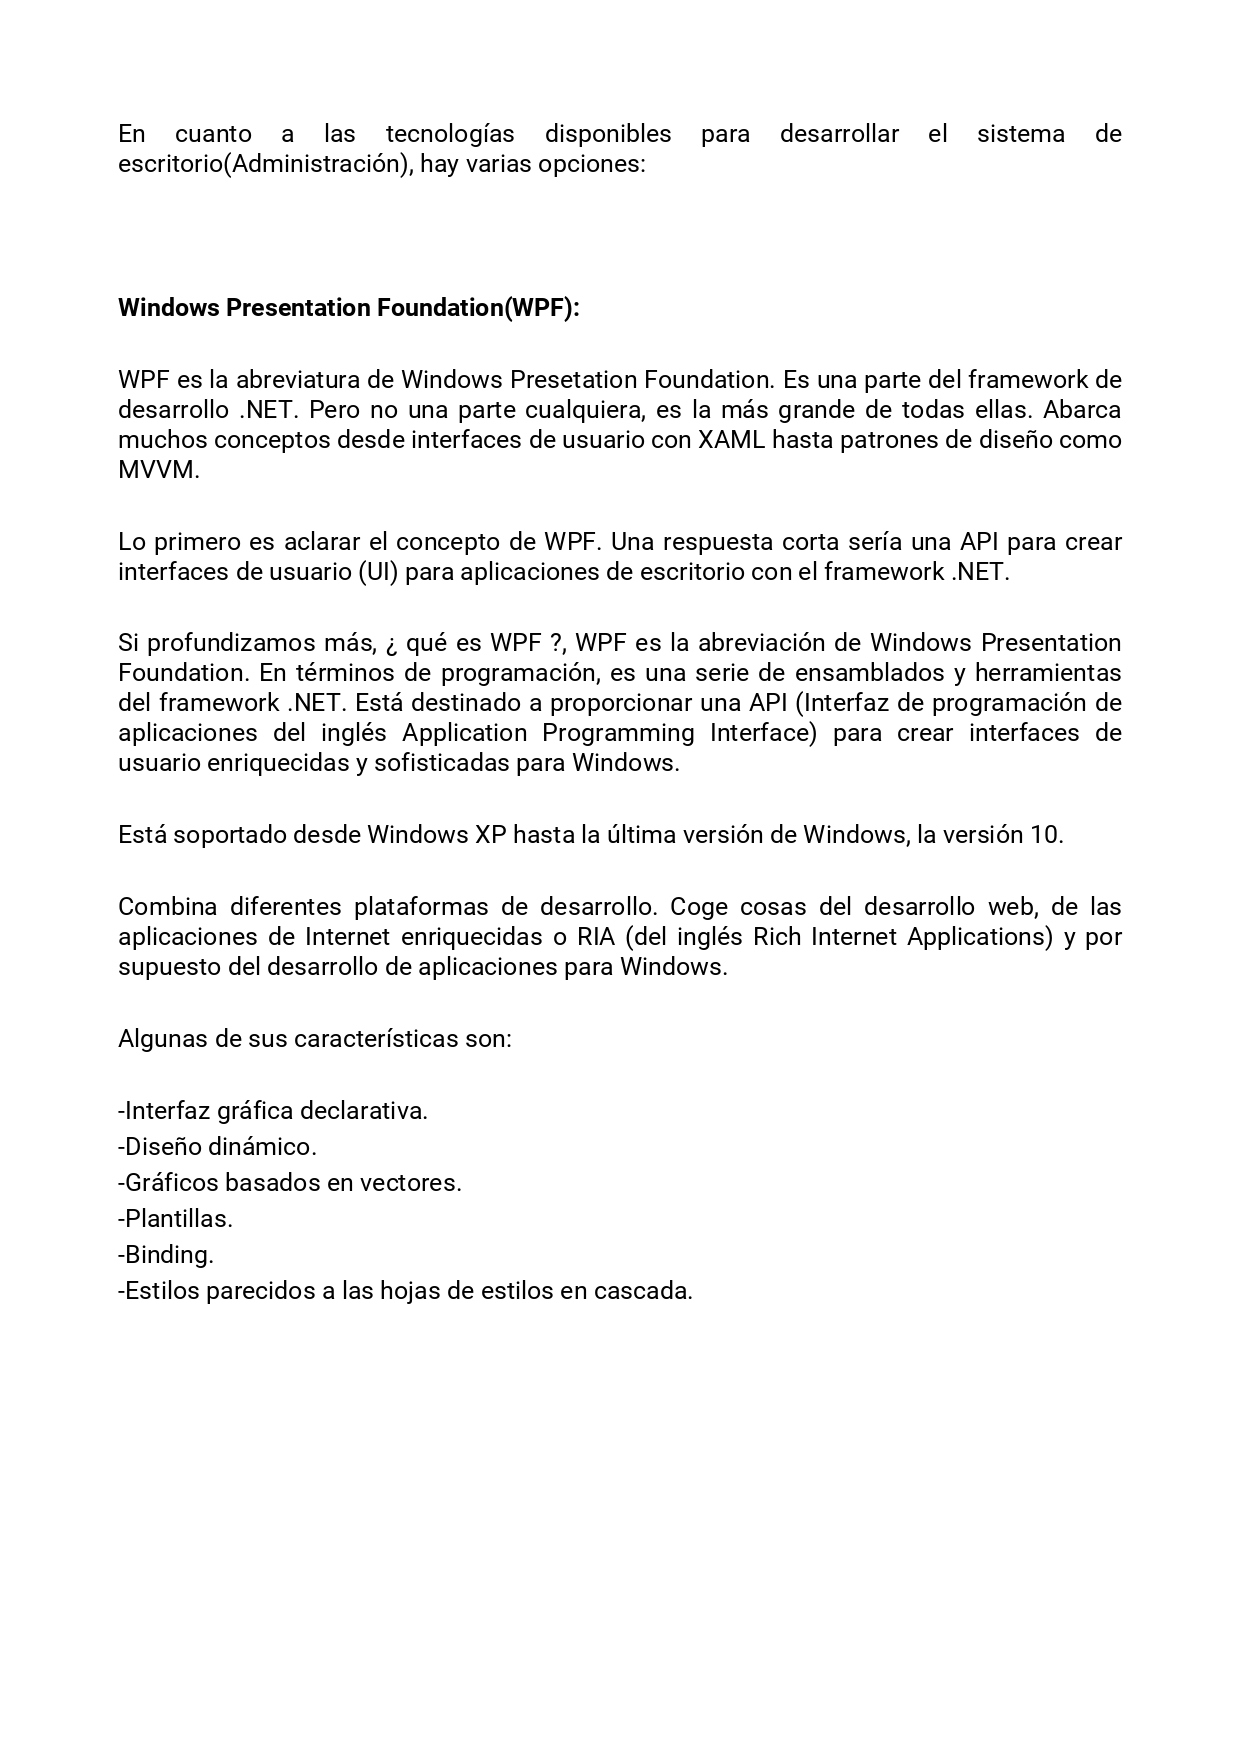 En cuanto a las tecnologías disponibles para desarrollar el sistema de
escritorio(Administración), hay varias opciones:
Windows Presentation Foundation(WPF):
WPF es la abreviatura de Windows Presetation Foundation. Es una parte del framework de
desarrollo .NET. Pero no una parte cualquiera, es la más grande de todas ellas. Abarca
muchos conceptos desde interfaces de usuario con XAML hasta patrones de diseño como
MVVM.
Lo primero es aclarar el concepto de WPF. Una respuesta corta sería una API para crear
interfaces de usuario (UI) para aplicaciones de escritorio con el framework .NET.
Si profundizamos más, ¿ qué es WPF ?, WPF es la abreviación de Windows Presentation
Foundation. En términos de programación, es una serie de ensamblados y herramientas
del framework .NET. Está destinado a proporcionar una API (Interfaz de programación de
aplicaciones del inglés Application Programming Interface) para crear interfaces de
usuario enriquecidas y sofisticadas para Windows.
Está soportado desde Windows XP hasta la última versión de Windows, la versión 10.
Combina diferentes plataformas de desarrollo. Coge cosas del desarrollo web, de las
aplicaciones de Internet enriquecidas o RIA (del inglés Rich Internet Applications) y por
supuesto del desarrollo de aplicaciones para Windows.
Algunas de sus características son:
-Interfaz gráfica declarativa.
-Diseño dinámico.
-Gráficos basados en vectores.
-Plantillas.
-Binding.
-Estilos parecidos a las hojas de estilos en cascada.